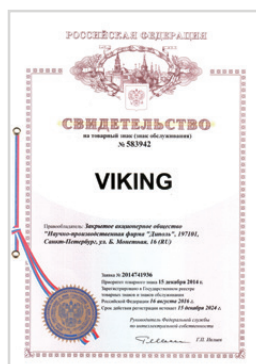 РОССИЙСКАЯ ФЕДЕРАЦИЯ
СВИДЕТЕЛЬСТВО
на товарный знак (знак обслуживания)
№ 583942
VIKING
Правообладатель: Закрытое акционерное общество
"Научно-производственная фирма "Диполь", 197101,
Санкт-Петербург, ул. Б. Монетная, 16 (RU)
Заявка № 2014741936
Приоритет товарного знака 15 декабря 2014 г.
Зарегистрировано в Государственном реестре
товарных знаков и знаков обслуживания
Российской Федерации 16 августа 2016 г.
Срок действия регистрации истекает 15 декабря 2024 г.
Руководитель Федеральной службы
по интеллектуальной собственности
Г.П. Ивлиев